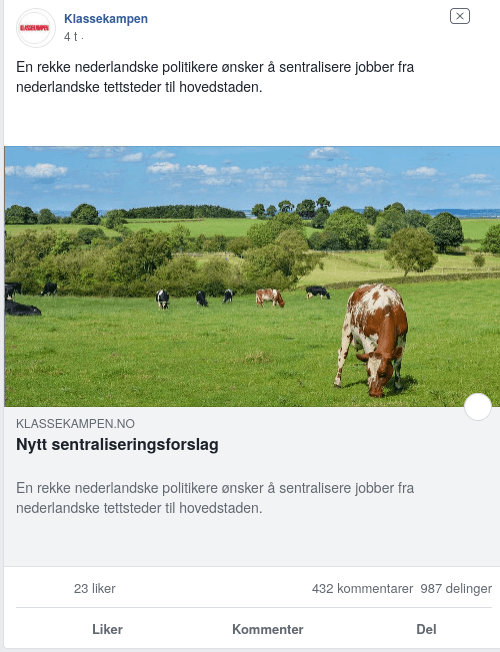 KLASSEKAMPEN
Klassekampen
4 t ·
En rekke nederlandske politikere ønsker å sentralisere jobber fra
nederlandske tettsteder til hovedstaden.
KLASSEKAMPEN.NO
Nytt sentraliseringsforslag
En rekke nederlandske politikere ønsker å sentralisere jobber fra
nederlandske tettsteder til hovedstaden.
23 liker 432 kommentarer 987 delinger
Liker Kommenter Del